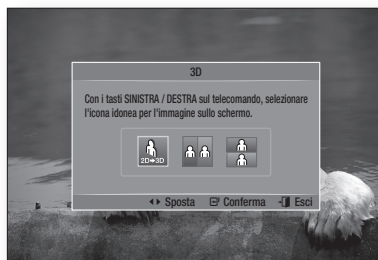 3D
Con i tasti SINISTRA / DESTRA sul telecomando, selezionare
l'icona idonea per l'immagine sullo schermo.
2D➔3D
Sposta Conferma Esci